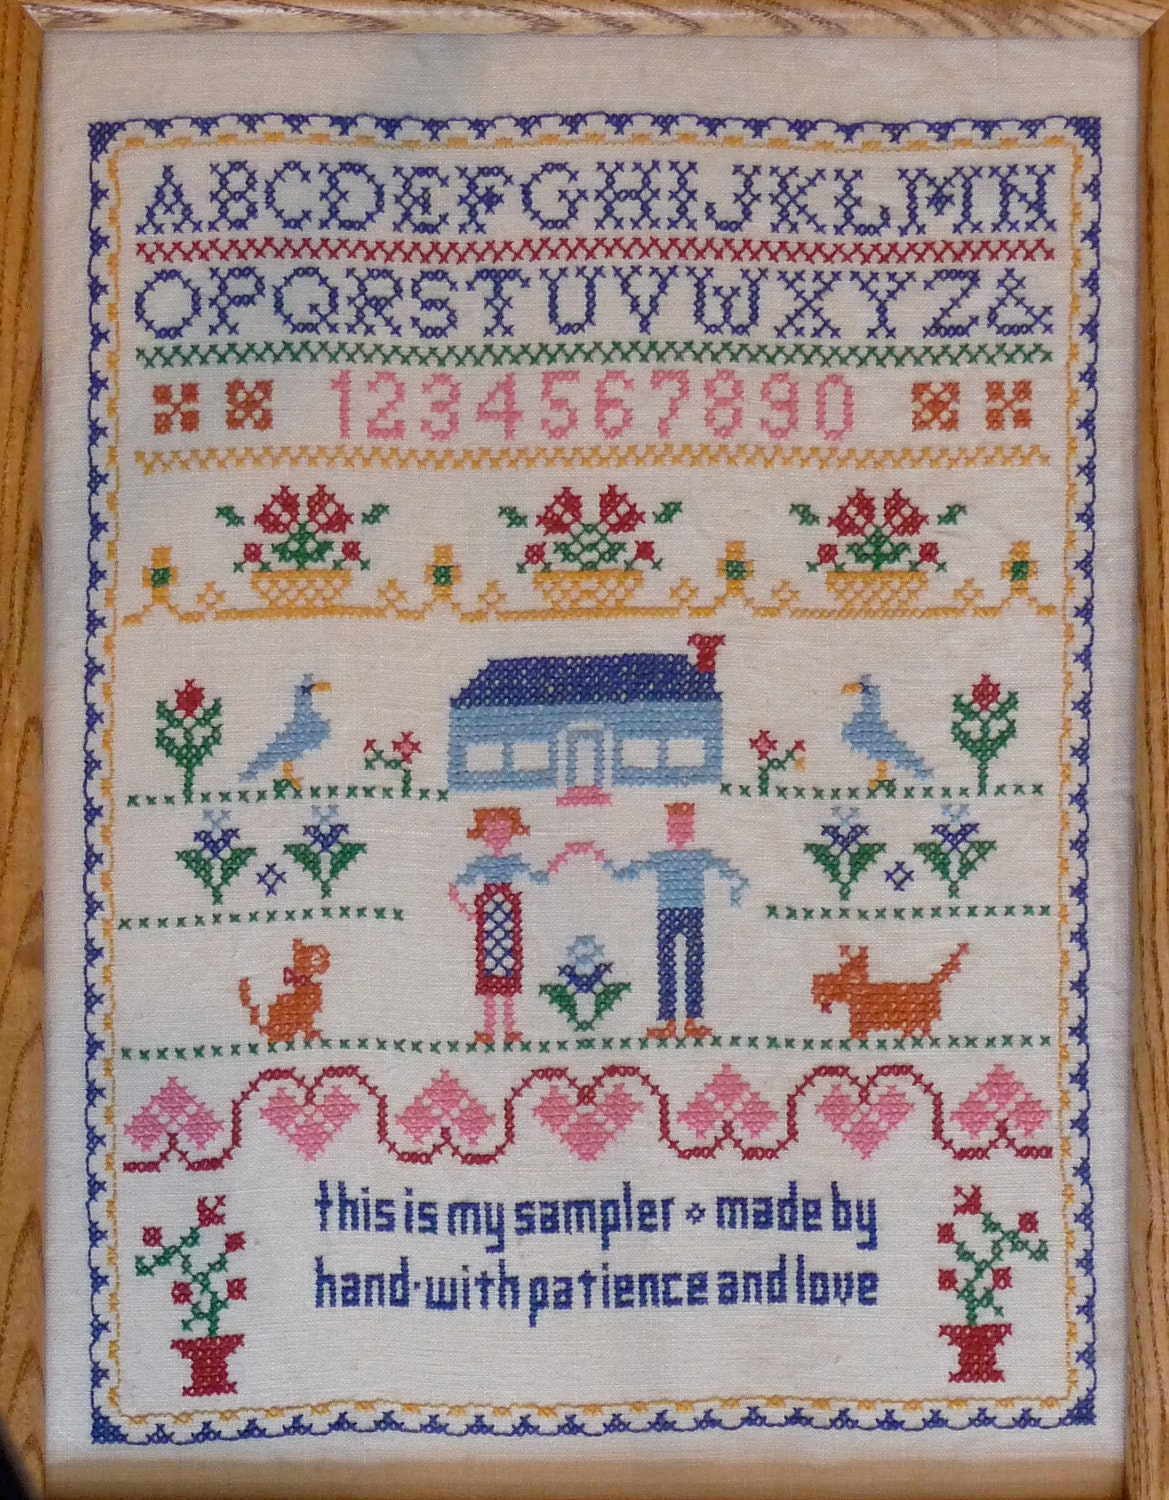 ABCDEFGHIJKLMN
OPQRSTUVWXYZ&
1234567890
this is my sampler ⋄ made by
hand·with patience and love